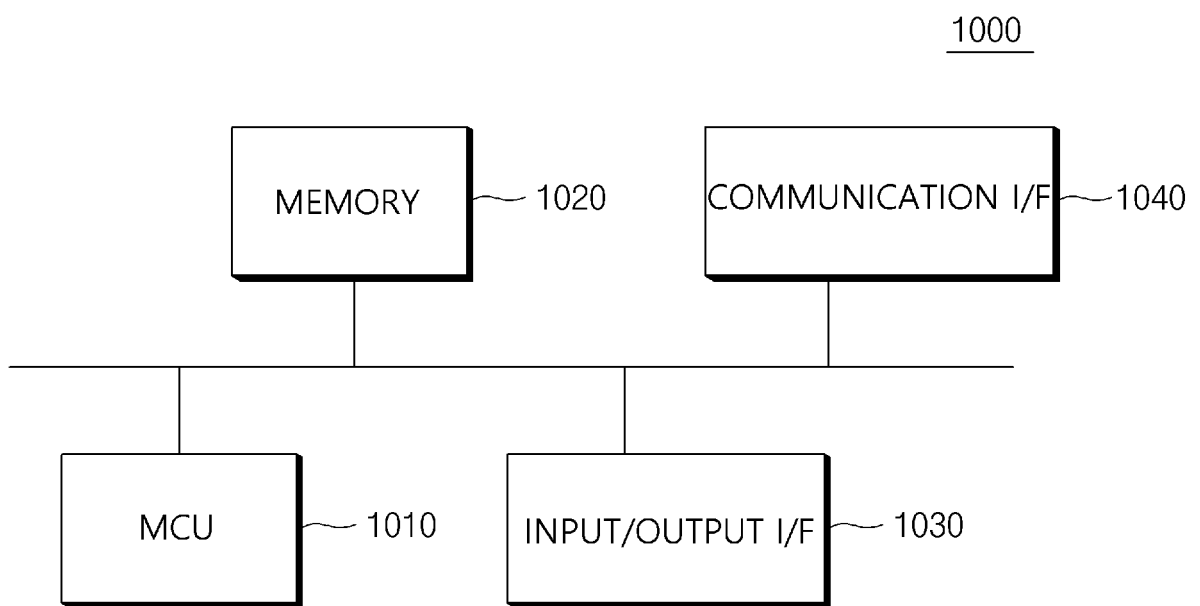 1000
MEMORY
1020
COMMUNICATION I/F
1040
MCU
1010
INPUT/OUTPUT I/F
1030